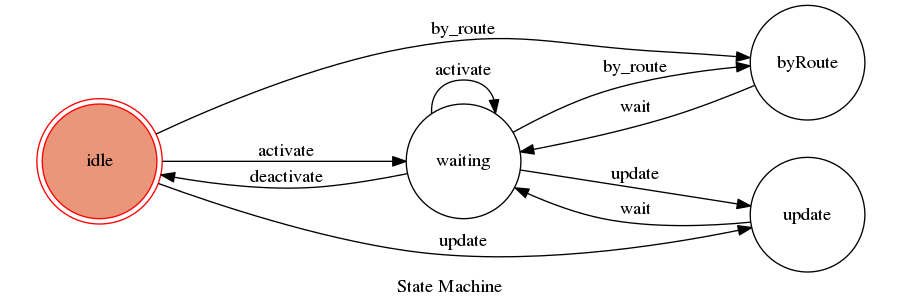 by_route
activate
by_route
byRoute
wait
activate
idle
waiting
deactivate
update
wait
update
update
State Machine